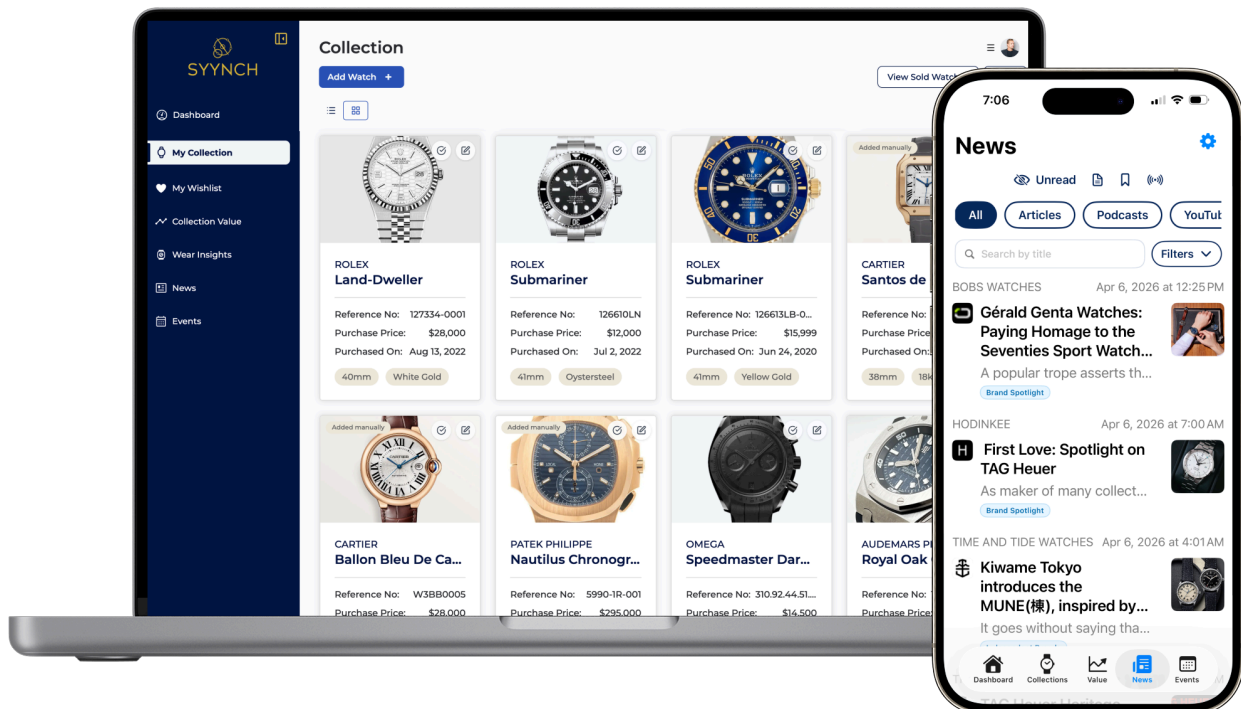 SYYNCH
Dashboard
My Collection
My Wishlist
Collection Value
Wear Insights
News
Events
Collection
Add Watch +
View Sold Watch
ROLEX
Land-Dweller
Reference No: 127334-0001
Purchase Price: $28,000
Purchased On: Aug 13, 2022
40mm White Gold
ROLEX
Submariner
Reference No: 126610LN
Purchase Price: $12,000
Purchased On: Jul 2, 2022
41mm Oystersteel
ROLEX
Submariner
Reference No: 126613LB-0...
Purchase Price: $15,999
Purchased On: Jun 24, 2020
41mm Yellow Gold
Added manually
CARTIER
Santos de
Reference No:
Purchase Price
Purchased On:
38mm 18k
Added manually
CARTIER
Ballon Bleu De Ca...
Reference No: W3BB0005
Purchase Price: $28,000
Added manually
PATEK PHILIPPE
Nautilus Chronogr...
Reference No: 5990-1R-001
Purchase Price: $295,000
OMEGA
Speedmaster Dar...
Reference No: 310.92.44.51....
Purchase Price: $14,500
AUDEMARS P
Royal Oak
Reference No:
Purchase Price:
7:06
News
Unread
All Articles Podcasts YouTub
Search by title
Filters
BOBS WATCHES Apr 6, 2026 at 12:25 PM
Gérald Genta Watches:
Paying Homage to the
Seventies Sport Watch...
A popular trope asserts th...
Brand Spotlight
HODINKEE Apr 6, 2026 at 7:00 AM
First Love: Spotlight on
TAG Heuer
As maker of many collect...
Brand Spotlight
TIME AND TIDE WATCHES Apr 6, 2026 at 4:01 AM
Kiwame Tokyo
introduces the
MUNE(棟), inspired by...
It goes without saying tha...
Dashboard Collections Value News Events
TAG Heuer Heritage